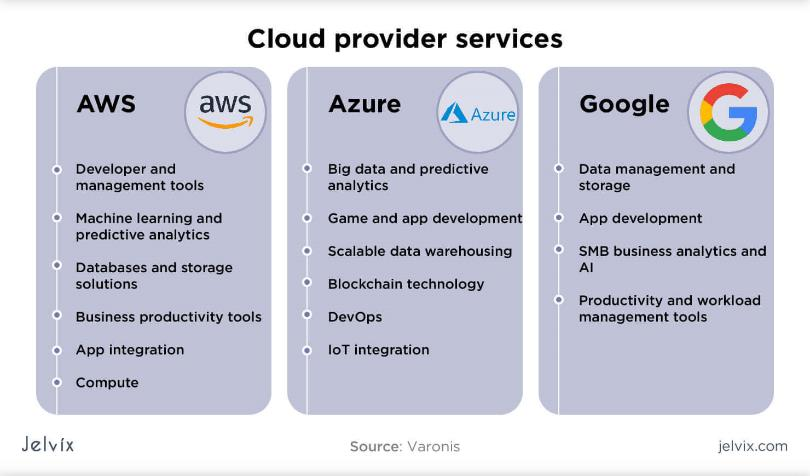 Cloud provider services
AWS
aws
Developer and
management tools
Machine learning and
predictive analytics
Databases and storage
solutions
Business productivity tools
App integration
Compute
Azure
Azure
Big data and predictive
analytics
Game and app development
Scalable data warehousing
Blockchain technology
DevOps
IoT integration
Google
G
Data management and
storage
App development
SMB business analytics and
AI
Productivity and workload
management tools
Jelvix
Source: Varonis
jelvix.com